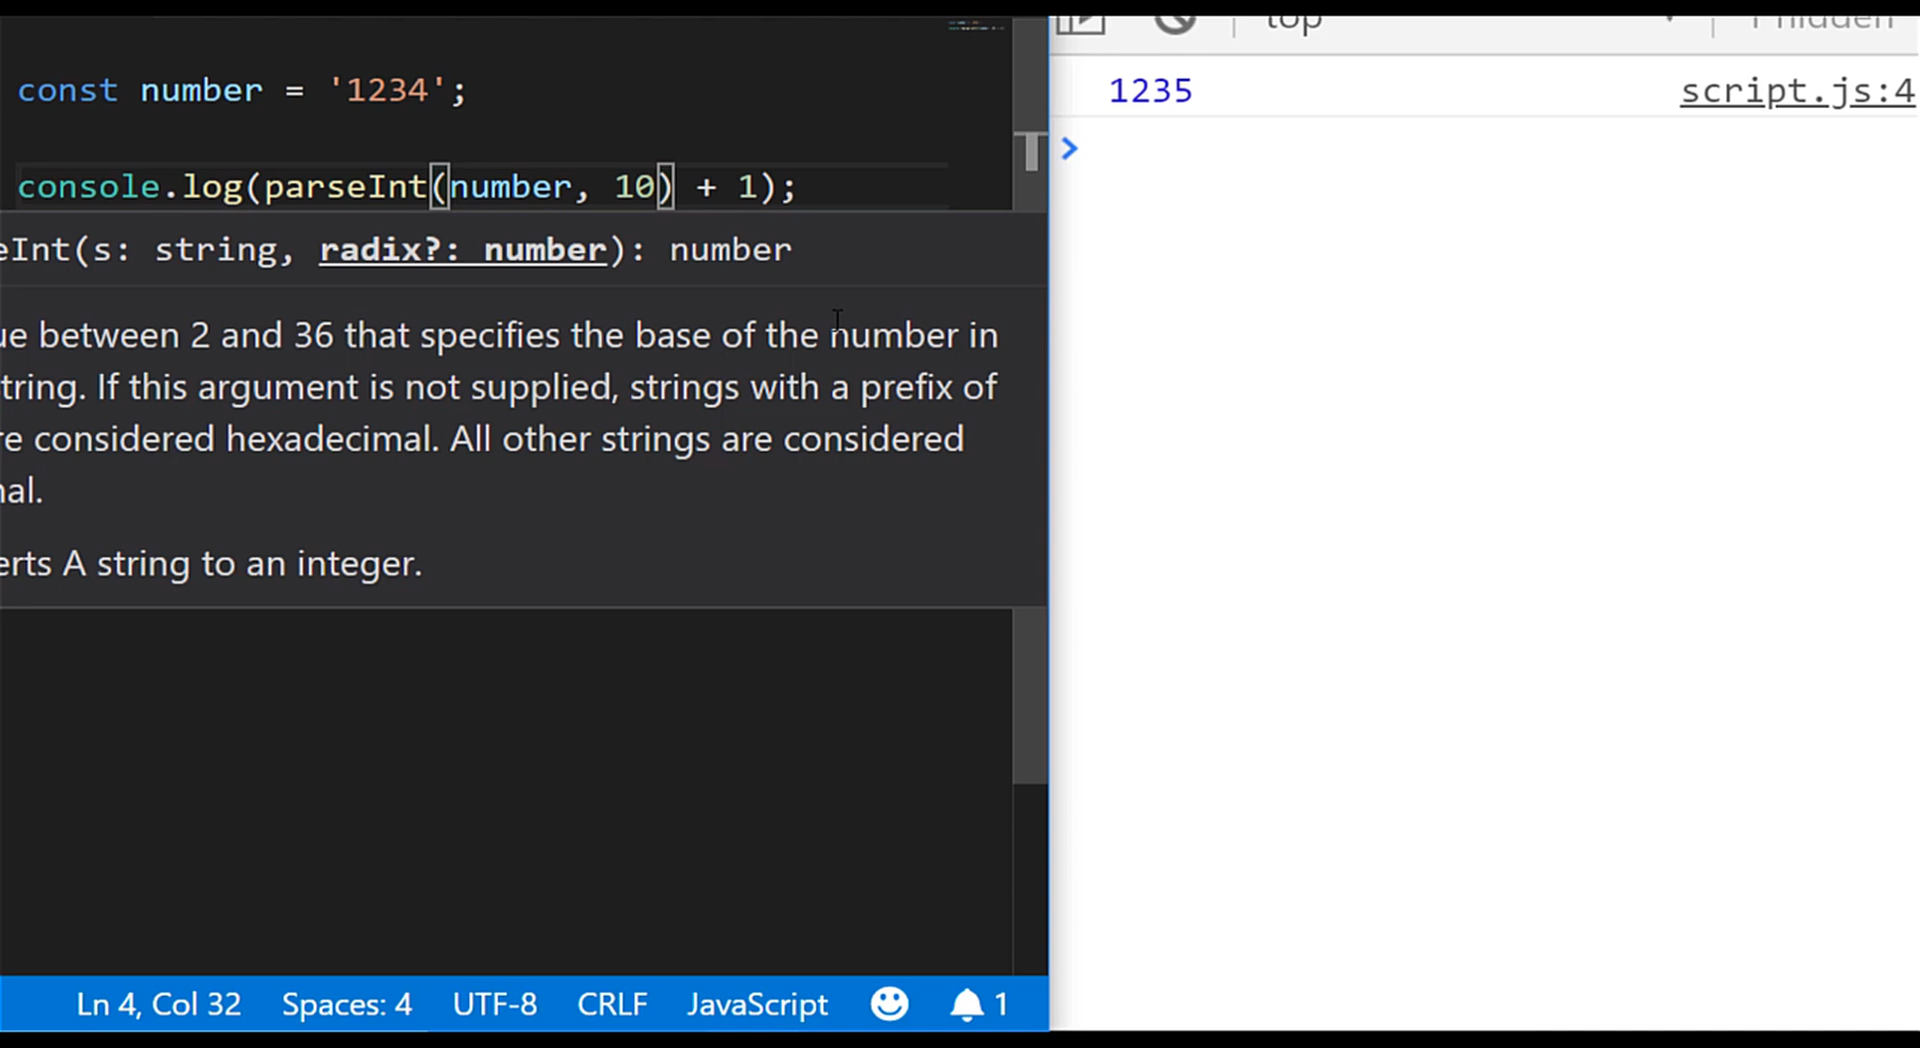 const number = '1234';
console.log(parseInt(number, 10) + 1);
eInt(s: string, radix?: number): number
ue between 2 and 36 that specifies the base of the number in
tring. If this argument is not supplied, strings with a prefix of
re considered hexadecimal. All other strings are considered
nal.
erts A string to an integer.
Ln 4, Col 32 Spaces: 4 UTF-8 CRLF JavaScript 1
top 1 hidden
1235 script.js:4
>